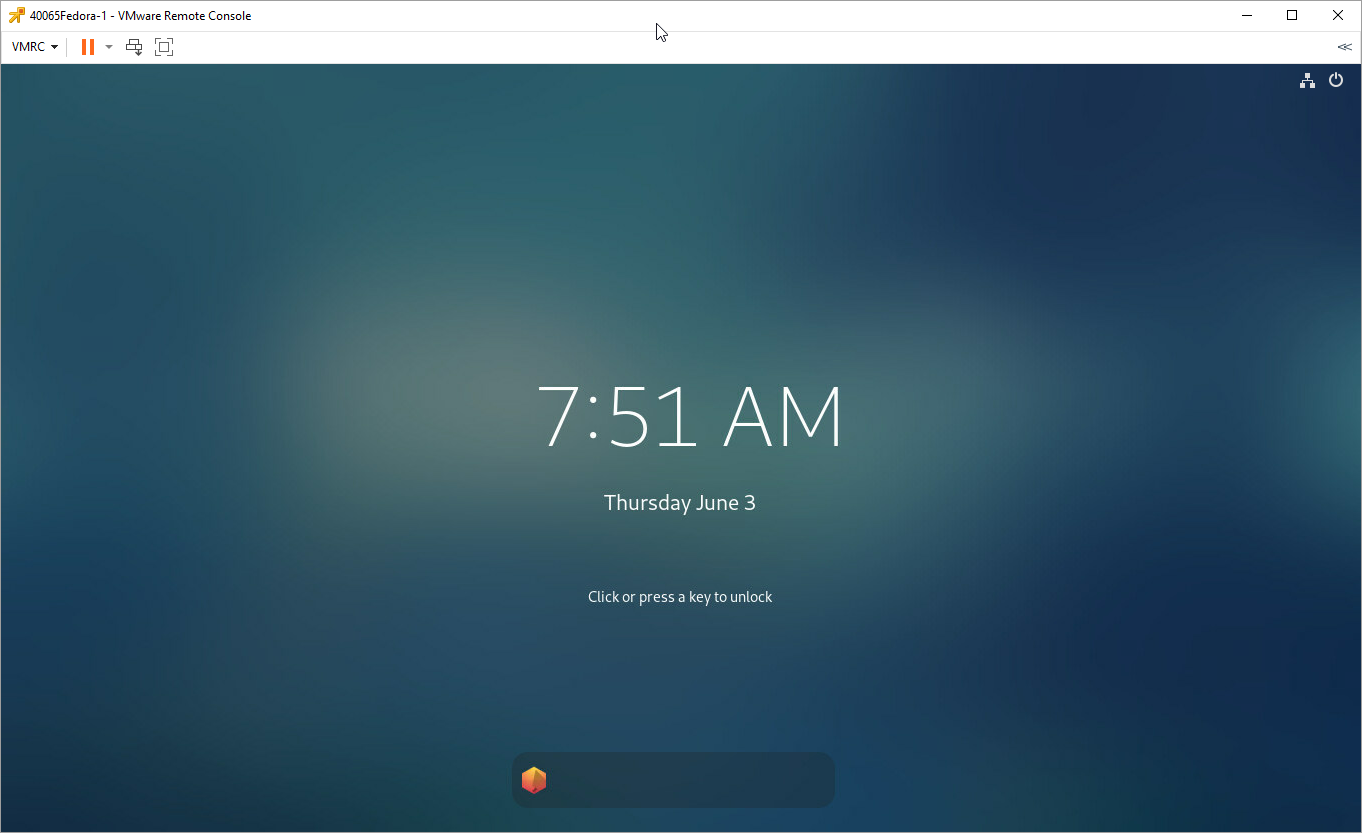 40065Fedora-1 - VMware Remote Console
VMRC
7:51 AM
Thursday June 3
Click or press a key to unlock